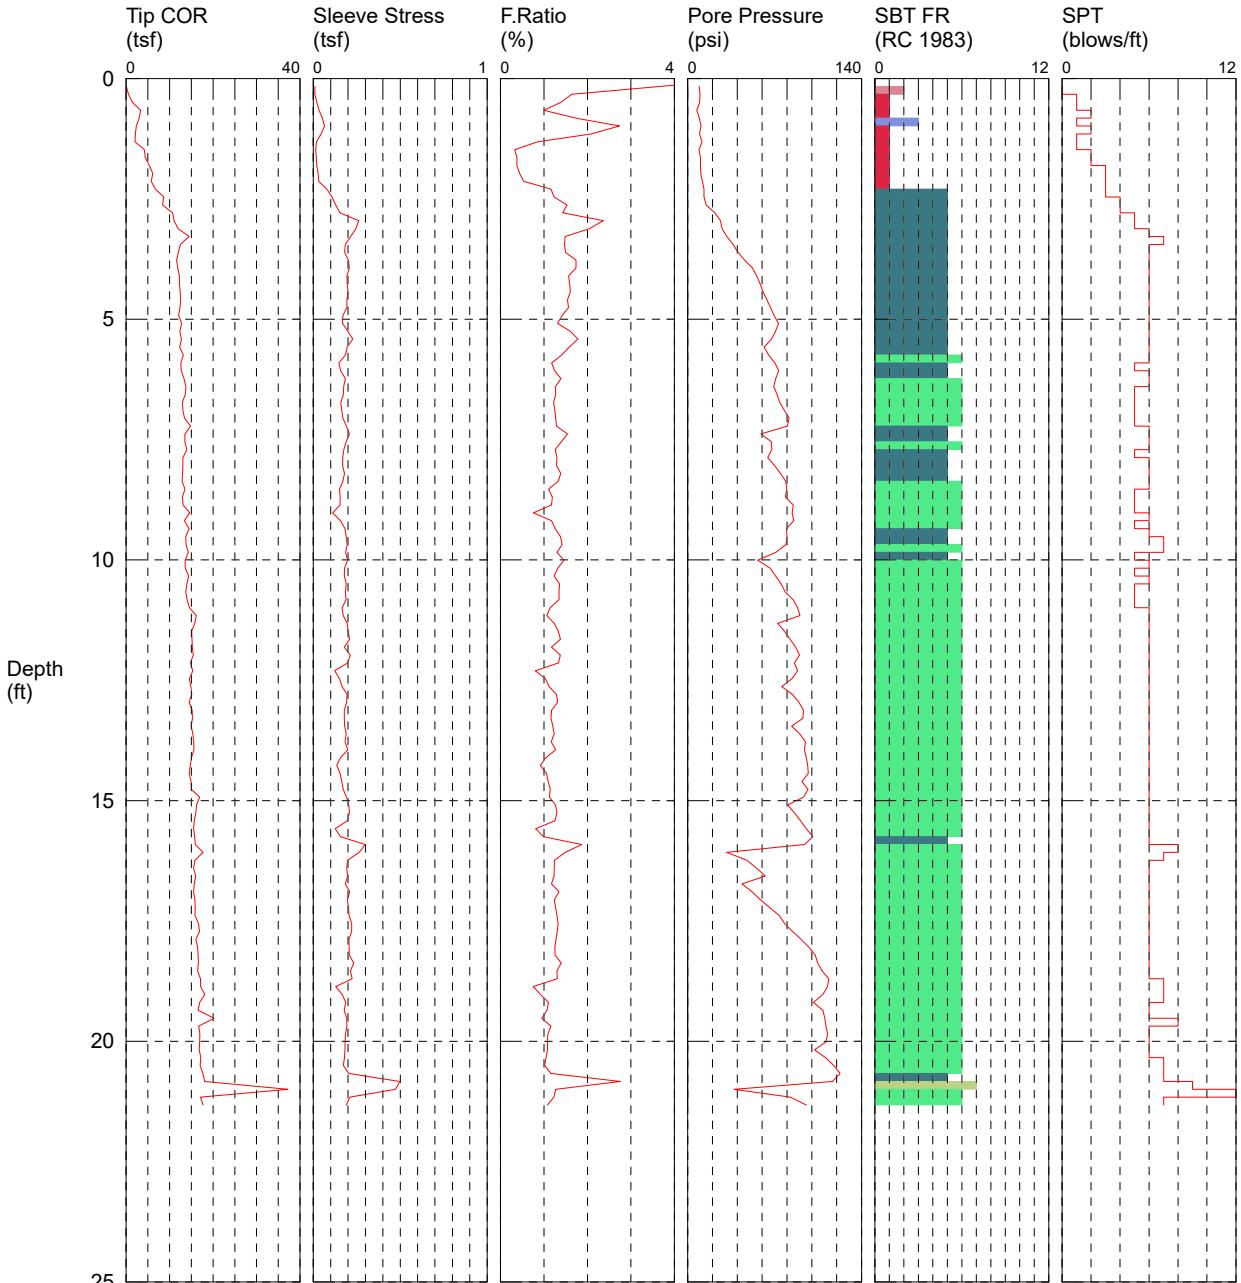 Tip COR Sleeve Stress F.Ratio Pore Pressure SBT FR SPT
(tsf) (tsf) (%) (psi) (RC 1983) (blows/ft)
0 40 0 1 0 4 0 140 0 12 0 12
0
5
10
Depth
(ft)
15
20
25